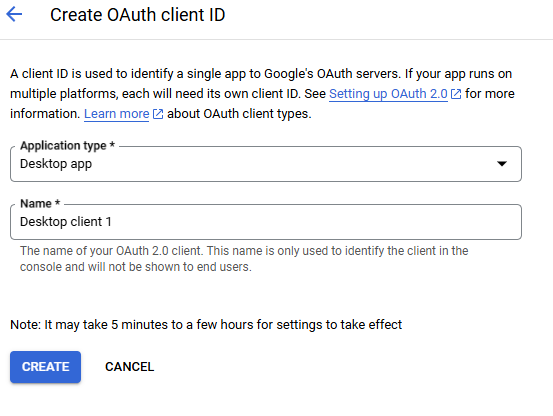 Create OAuth client ID
A client ID is used to identify a single app to Google's OAuth servers. If your app runs on
multiple platforms, each will need its own client ID. See Setting up OAuth 2.0 for more
information. Learn more about OAuth client types.
Application type *
Desktop app
Name *
Desktop client 1
The name of your OAuth 2.0 client. This name is only used to identify the client in the
console and will not be shown to end users.
Note: It may take 5 minutes to a few hours for settings to take effect
CREATE CANCEL